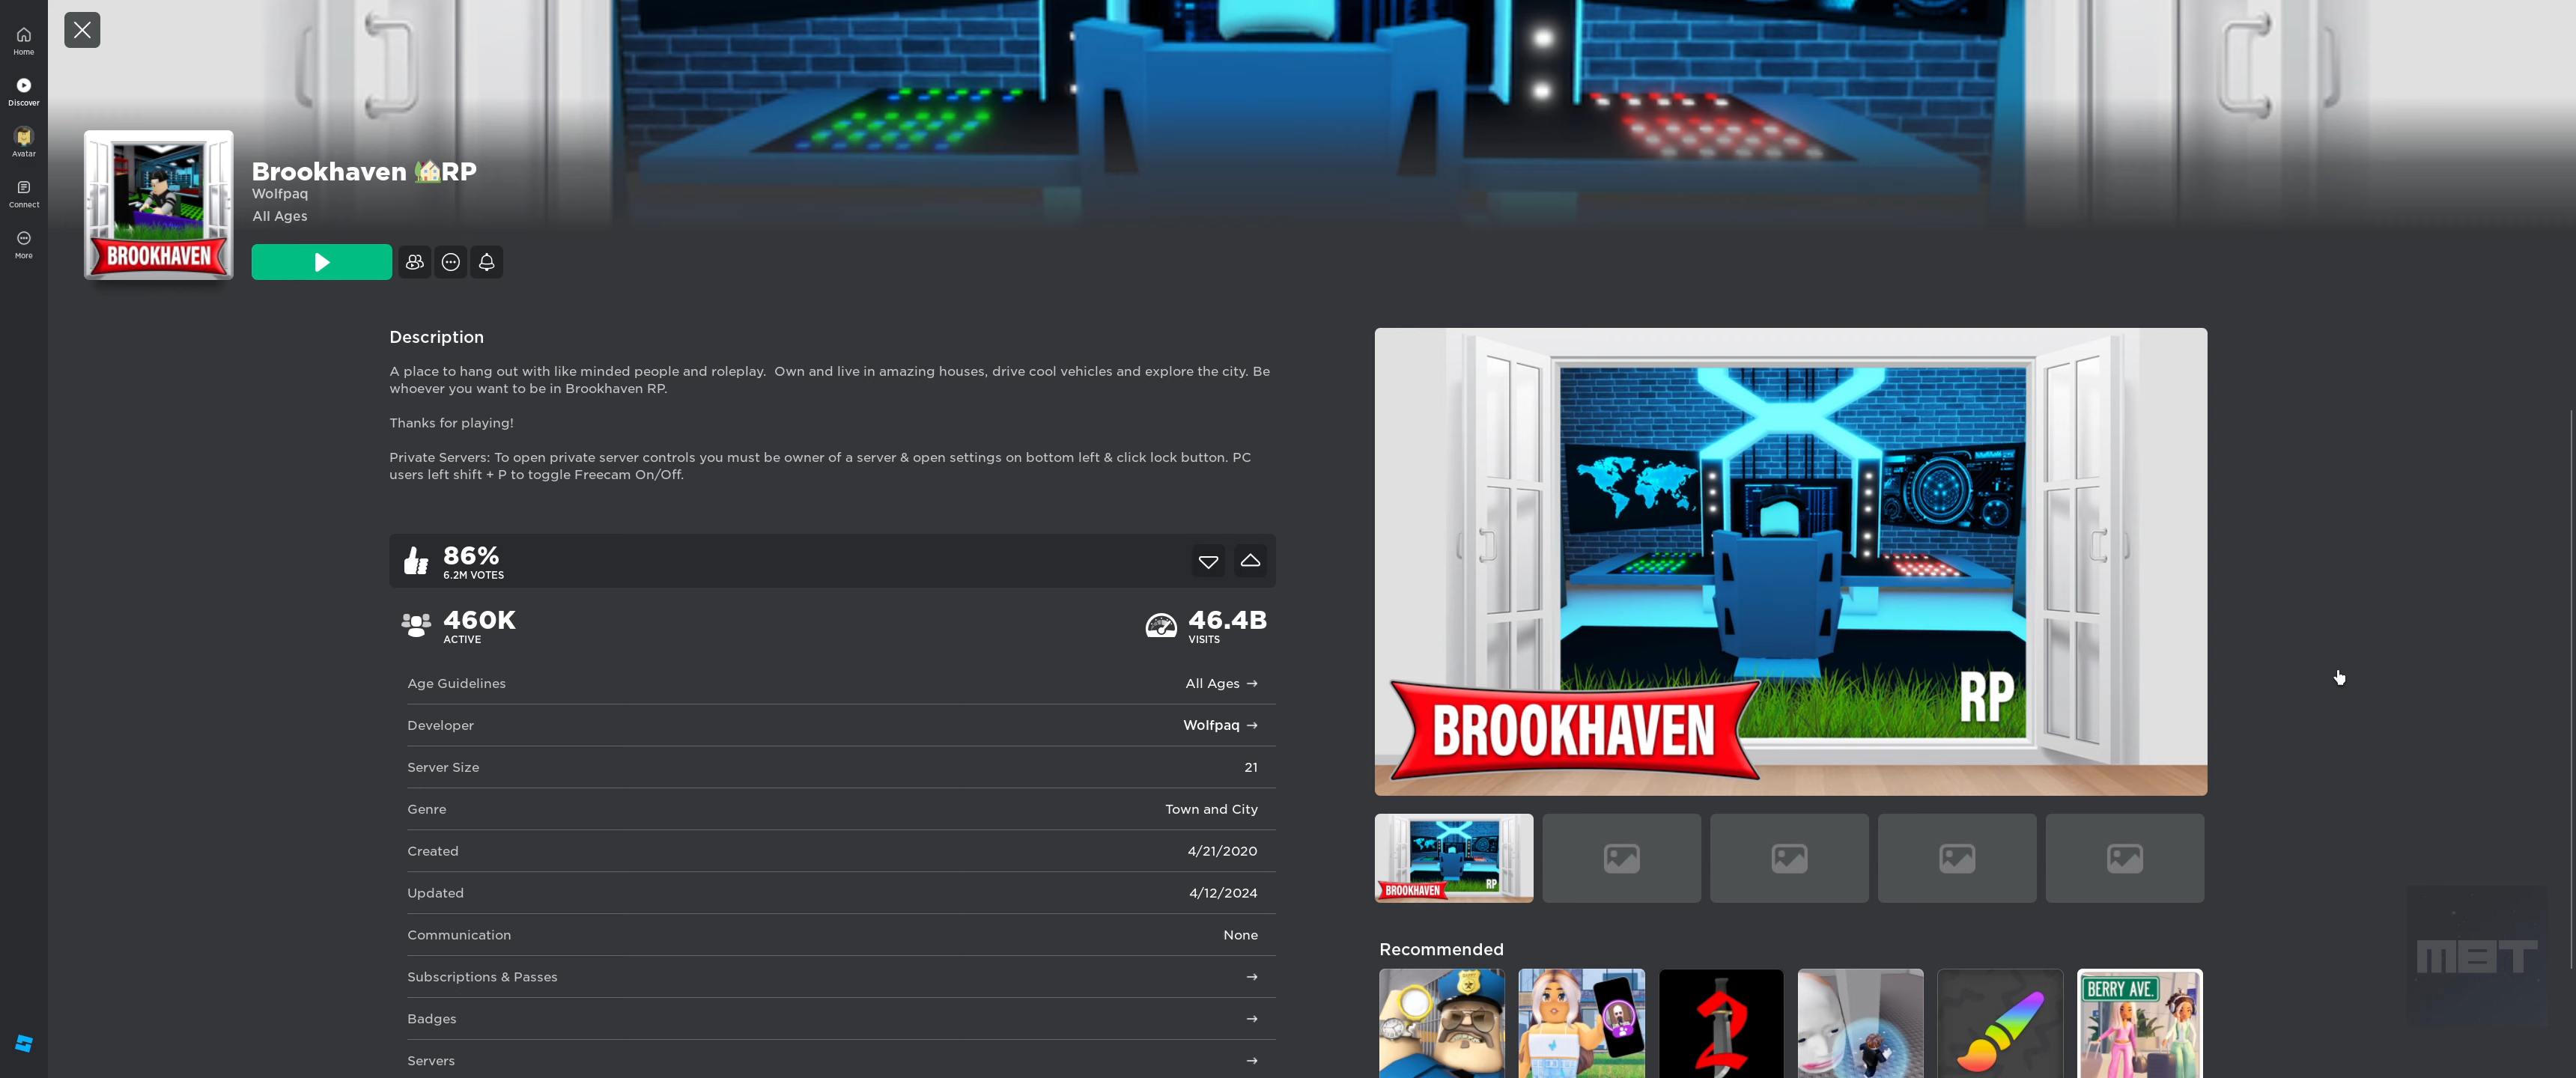 Home
Discover
Avatar
Connect
More
BROOKHAVEN
Brookhaven 🏡RP
Wolfpaq
All Ages
Description
A place to hang out with like minded people and roleplay.  Own and live in amazing houses, drive cool vehicles and explore the city. Be
whoever you want to be in Brookhaven RP.
Thanks for playing!
Private Servers: To open private server controls you must be owner of a server & open settings on bottom left & click lock button. PC
users left shift + P to toggle Freecam On/Off.
86%
6.2M VOTES
460K
ACTIVE
46.4B
VISITS
Age Guidelines All Ages →
Developer Wolfpaq →
Server Size 21
Genre Town and City
Created 4/21/2020
Updated 4/12/2024
Communication None
Subscriptions & Passes →
Badges →
Servers →
RP
BROOKHAVEN
BROOKHAVEN RP
Recommended
2
BERRY AVE.
MBT